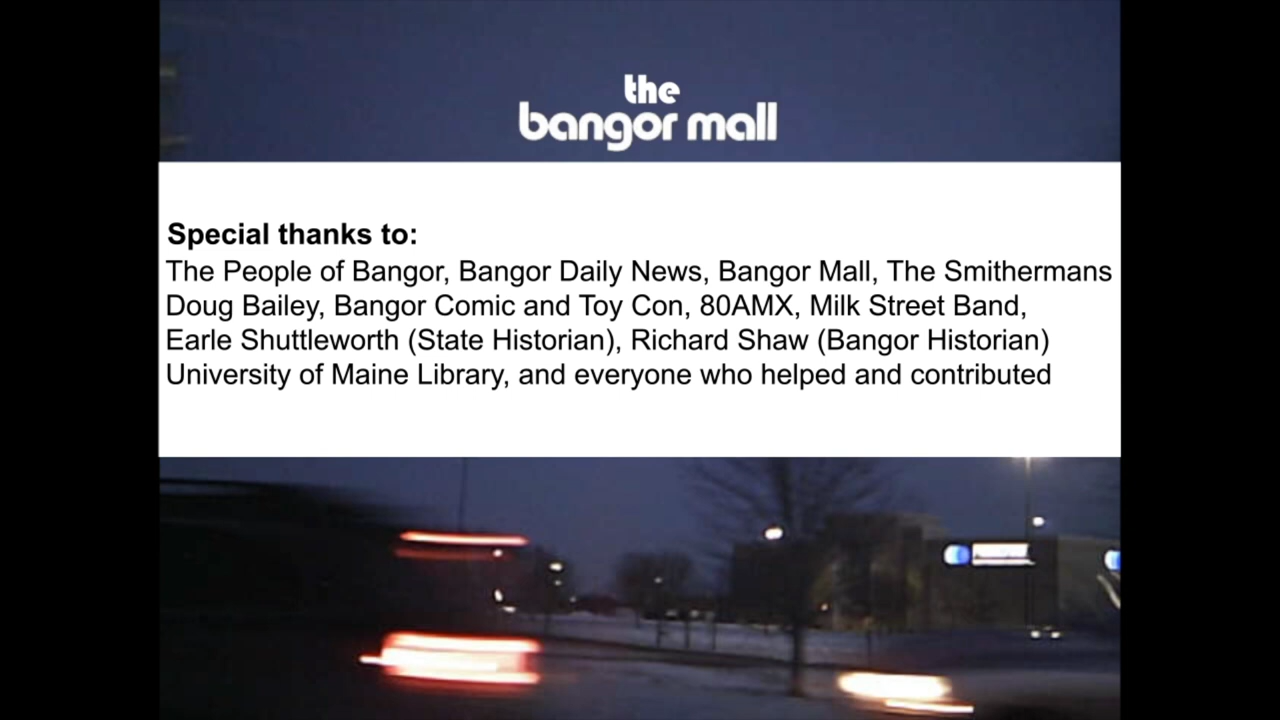 the
bangor mall
Special thanks to:
The People of Bangor, Bangor Daily News, Bangor Mall, The Smithermans
Doug Bailey, Bangor Comic and Toy Con, 80AMX, Milk Street Band,
Earle Shuttleworth (State Historian), Richard Shaw (Bangor Historian)
University of Maine Library, and everyone who helped and contributed